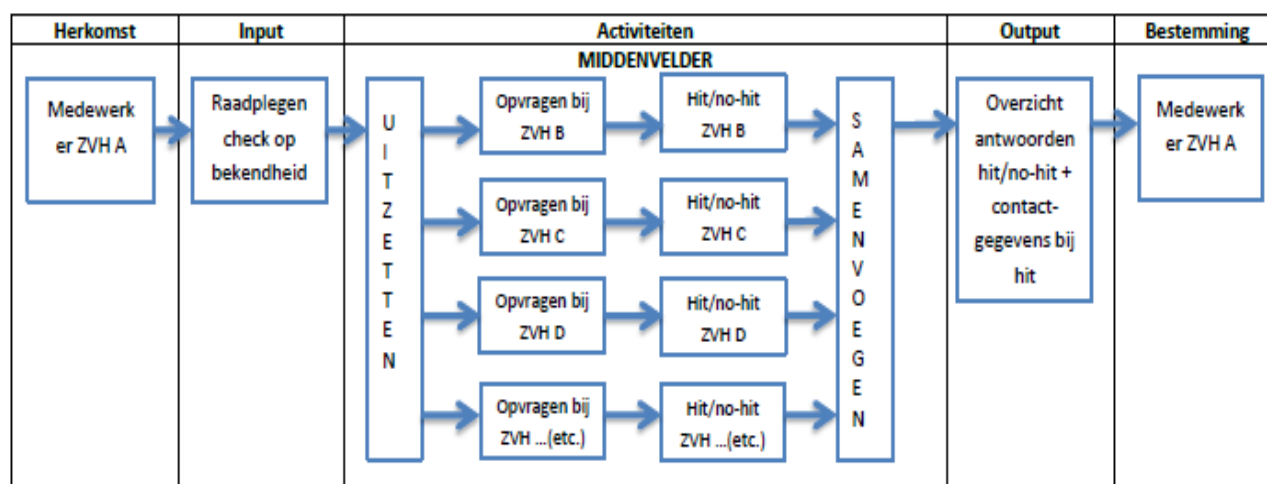 Herkomst Input Activiteiten Output Bestemming
MIDDENVELDER
Medewerk
er ZVH A
Raadplegen
check op
bekendheid
U
I
T
Z
E
T
T
E
N
Opvragen bij
ZVH B
Hit/no-hit
ZVH B
Opvragen bij
ZVH C
Hit/no-hit
ZVH C
Opvragen bij
ZVH D
Hit/no-hit
ZVH D
Opvragen bij
ZVH ...(etc.)
Hit/no-hit
ZVH ...(etc.)
S
A
M
E
N
V
O
E
G
E
N
Overzicht
antwoorden
hit/no-hit +
contact-
gegevens bij
hit
Medewerk
er ZVH A